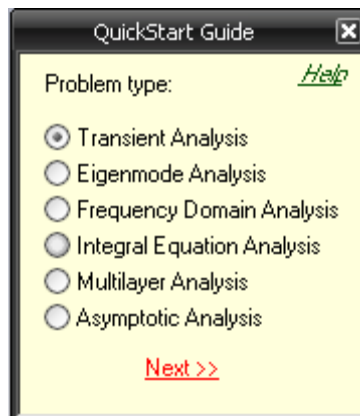 QuickStart Guide
Help
Problem type:
Transient Analysis
Eigenmode Analysis
Frequency Domain Analysis
Integral Equation Analysis
Multilayer Analysis
Asymptotic Analysis
Next >>